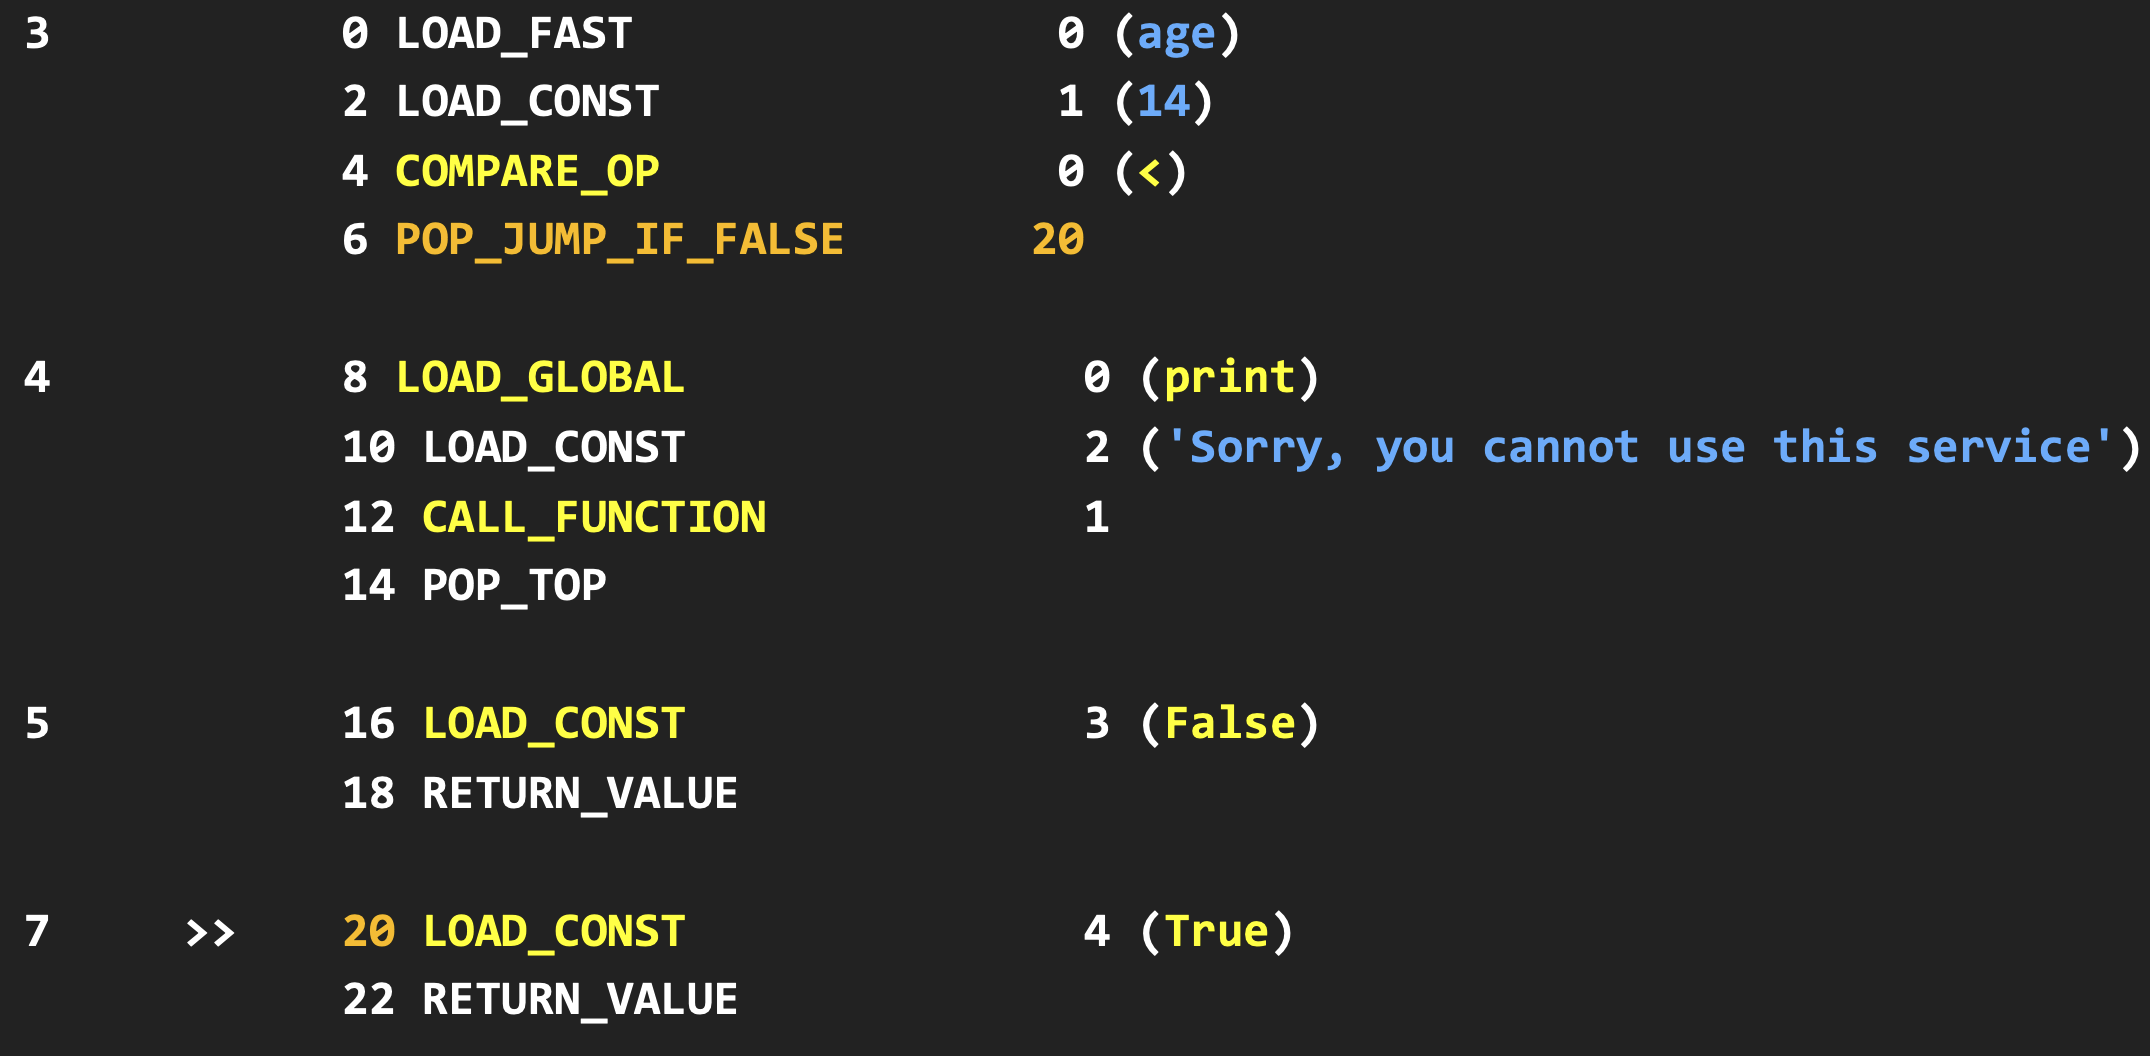 3 0 LOAD_FAST 0 (age)
2 LOAD_CONST 1 (14)
4 COMPARE_OP 0 (<)
6 POP_JUMP_IF_FALSE 20
4 8 LOAD_GLOBAL 0 (print)
10 LOAD_CONST 2 ('Sorry, you cannot use this service')
12 CALL_FUNCTION 1
14 POP_TOP
5 16 LOAD_CONST 3 (False)
18 RETURN_VALUE
7 >> 20 LOAD_CONST 4 (True)
22 RETURN_VALUE